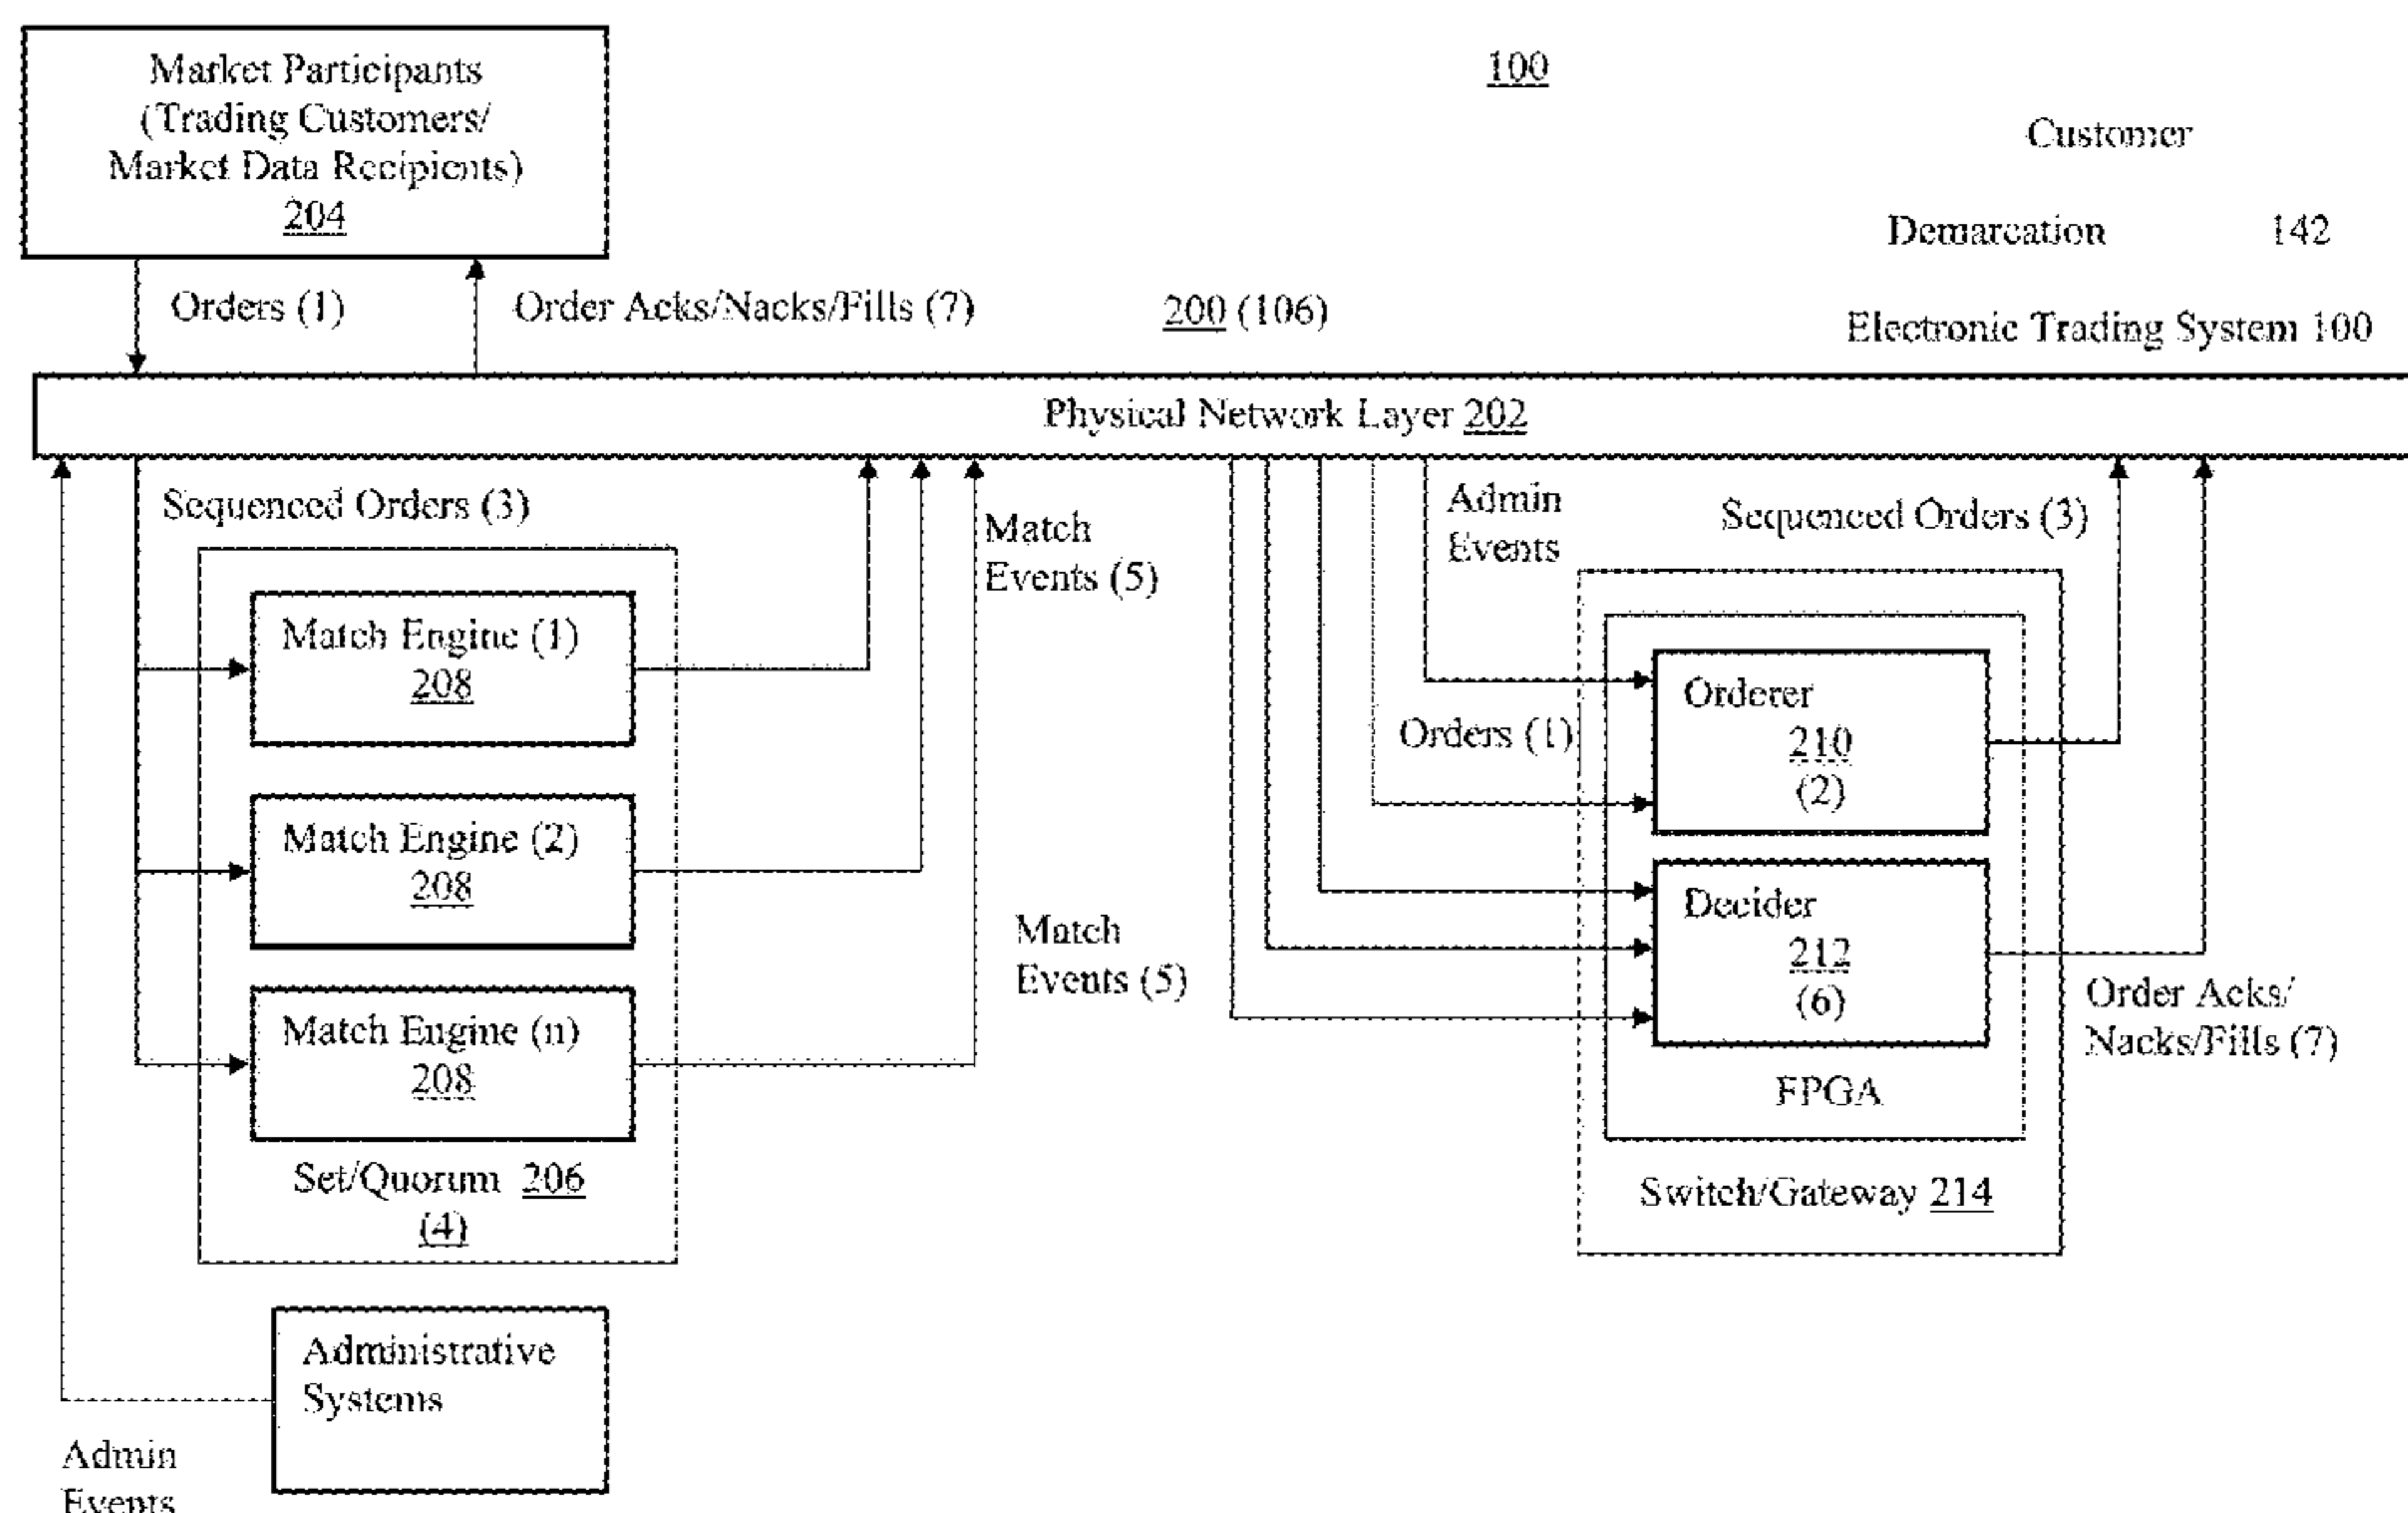 Market Participants
(Trading Customers/
Market Data Recipients)
204
100
Customer
Demarcation 142
Electronic Trading System 100
Orders (1)
Order Acks/Nacks/Fills (7)
200 (106)
Physical Network Layer 202
Sequenced Orders (3)
Match Engine (1)
208
Match Engine (2)
208
Match Engine (n)
208
Set/Quorum 206
(4)
Match
Events (5)
Match
Events (5)
Admin
Events
Orders (1)
Sequenced Orders (3)
Orderer
210
(2)
Decider
212
(6)
FPGA
Switch/Gateway 214
Order Acks/
Nacks/Fills (7)
Administrative
Systems
Admin
Events